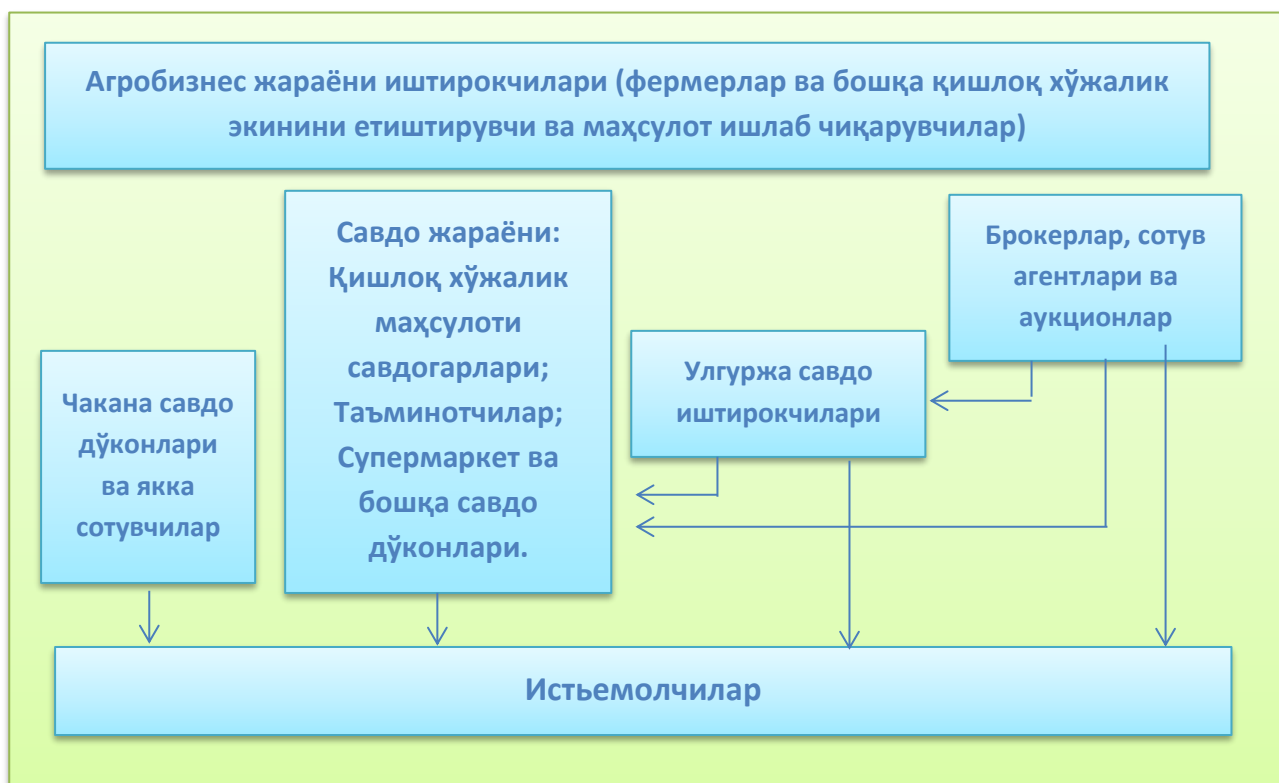 Агробизнес жараёни иштирокчилари (фермерлар ва бошқа қишлоқ хўжалик
экинини етиштирувчи ва маҳсулот ишлаб чиқарувчилар)
Чакана савдо
дўконлари
ва якка
сотувчилар
Савдо жараёни:
Қишлоқ хўжалик
маҳсулоти
савдогарлари;
Таъминотчилар;
Супермаркет ва
бошқа савдо
дўконлари.
Улгуржа савдо
иштирокчилари
Брокерлар, сотув
агентлари ва
аукционлар
Истьемолчилар